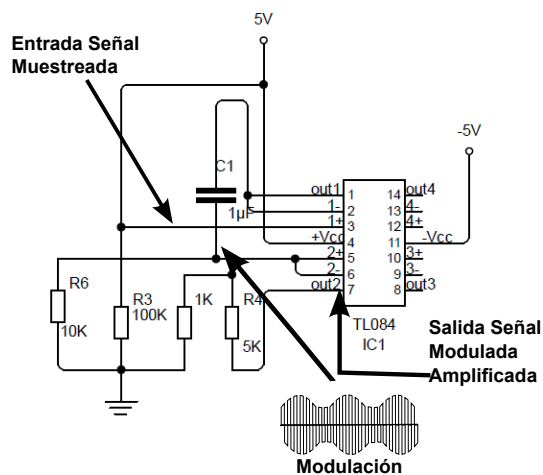 5V
Entrada Señal
Muestreada
-5V
C1
1µF
out1 1 14 out4
1- 2 13 4-
1+ 3 12 4+
+Vcc 4 11 -Vcc
2+ 5 10 3+
2- 6 9 3-
out2 7 8 out3
R6
10K
R3
100K
1K
R4
5K
TL084
IC1
Salida Señal
Modulada
Amplificada
Modulación